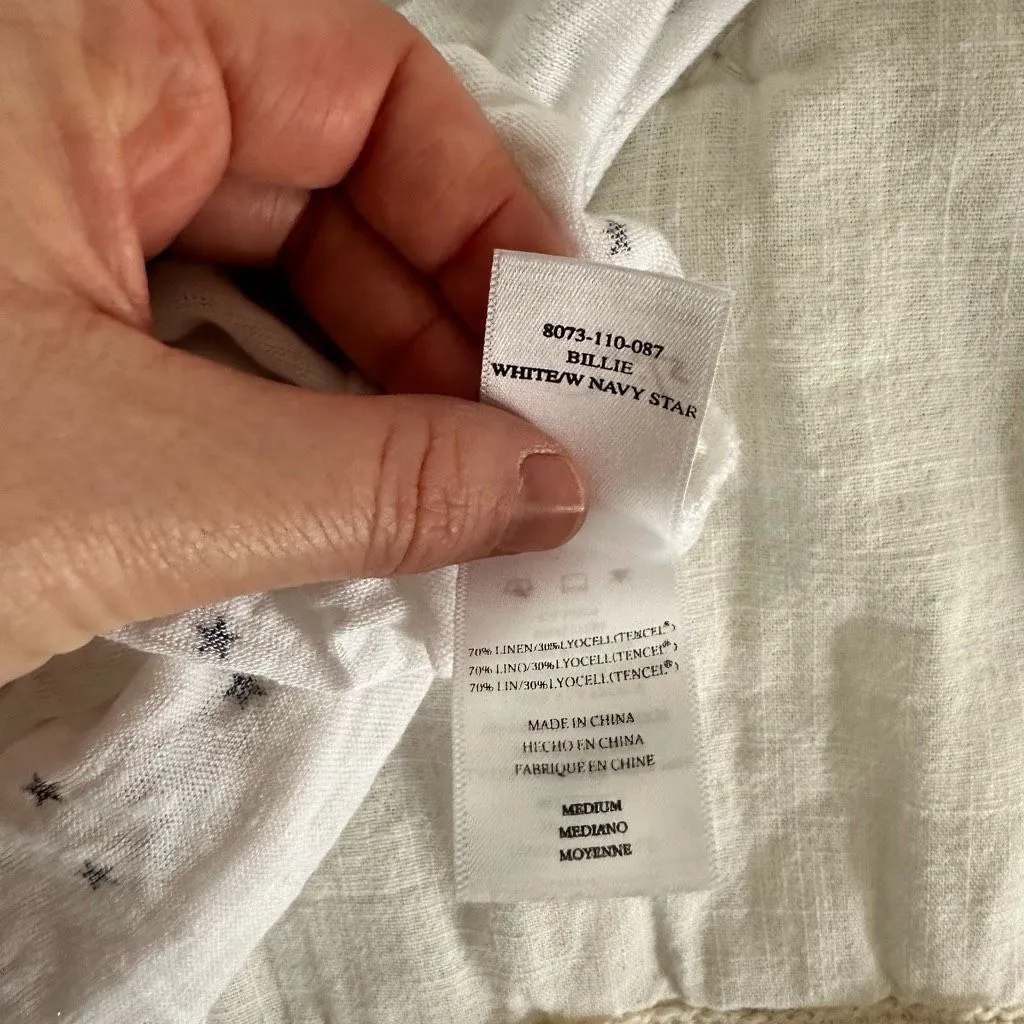 8073-110-087
BILLIE
WHITE/W NAVY STAR
70% LINEN/30%LYOCELL(TENCEL®)
70% LINO/30%LYOCELL(TENCEL®)
70% LIN/30%LYOCELL(TENCEL®)
MADE IN CHINA
HECHO EN CHINA
FABRIQUE EN CHINE
MEDIUM
MEDIANO
MOYENNE